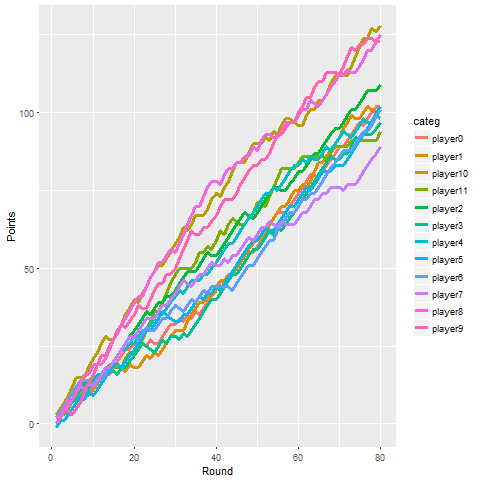 100
50
0
0
20
40
60
80
Round
Points
categ
player0
player1
player10
player11
player2
player3
player4
player5
player6
player7
player8
player9